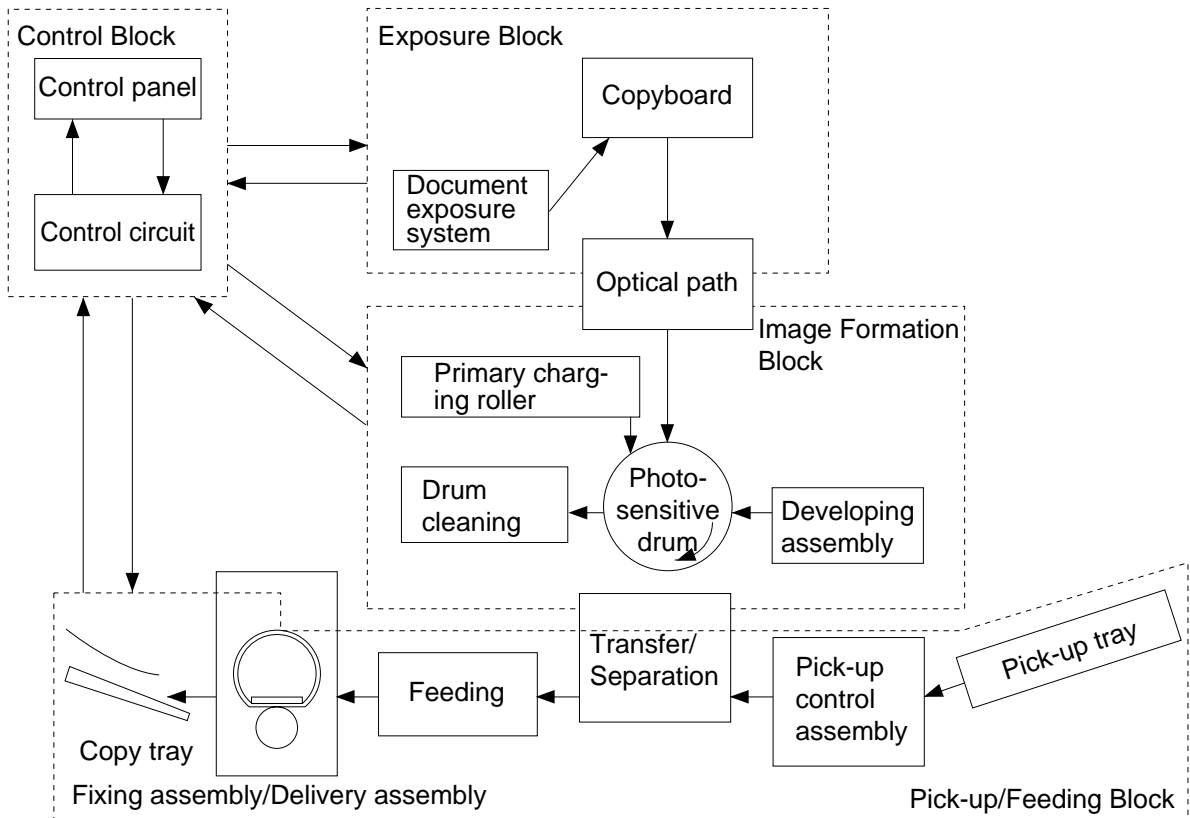 Control Block
Control panel
Control circuit
Exposure Block
Copyboard
Document
exposure
system
Optical path
Image Formation
Block
Primary charg-
ing roller
Photo-
sensitive
drum
Drum
cleaning
Developing
assembly
Transfer/
Separation
Pick-up tray
Pick-up
control
assembly
Feeding
Copy tray
Fixing assembly/Delivery assembly
Pick-up/Feeding Block